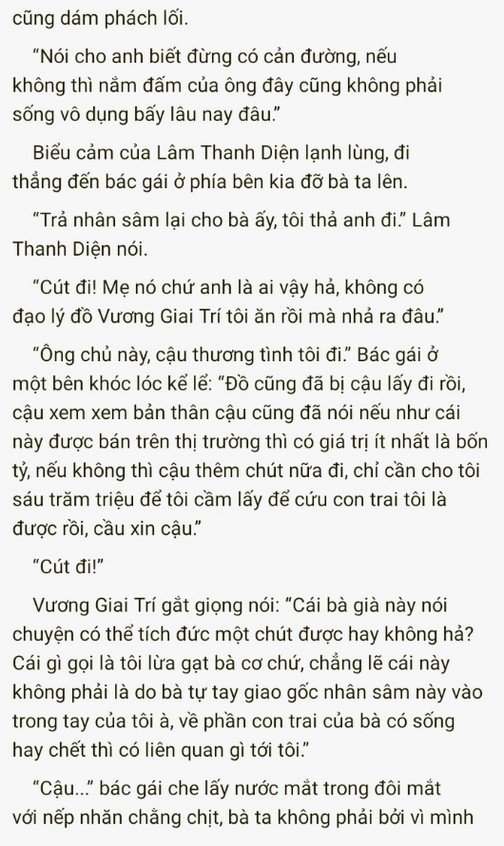 cũng dám phách lối.
“Nói cho anh biết đừng có cản đường, nếu
không thì nắm đấm của ông đây cũng không phải
sống vô dụng bấy lâu nay đâu.”
Biểu cảm của Lâm Thanh Diện lạnh lùng, đi
thẳng đến bác gái ở phía bên kia đỡ bà ta lên.
“Trả nhân sâm lại cho bà ấy, tôi thả anh đi.” Lâm
Thanh Diện nói.
“Cút đi! Mẹ nó chứ anh là ai vậy hả, không có
đạo lý đồ Vương Giai Trí tôi ăn rồi mà nhả ra đâu.”
“Ông chủ này, cậu thương tình tôi đi.” Bác gái ở
một bên khóc lóc kể lể: “Đồ cũng đã bị cậu lấy đi rồi,
cậu xem xem bản thân cậu cũng đã nói nếu như cái
này được bán trên thị trường thì có giá trị ít nhất là bốn
tỷ, nếu không thì cậu thêm chút nữa đi, chỉ cần cho tôi
sáu trăm triệu để tôi cầm lấy để cứu con trai tôi là
được rồi, cầu xin cậu.”
“Cút đi!”
Vương Giai Trí gắt giọng nói: “Cái bà già này nói
chuyện có thể tích đức một chút được hay không hả?
Cái gì gọi là tôi lừa gạt bà cơ chứ, chẳng lẽ cái này
không phải là do bà tự tay giao gốc nhân sâm này vào
trong tay của tôi à, về phần con trai của bà có sống
hay chết thì có liên quan gì tới tôi.”
“Cậu...” bác gái che lấy nước mắt trong đôi mắt
với nếp nhăn chằng chịt, bà ta không phải bởi vì mình